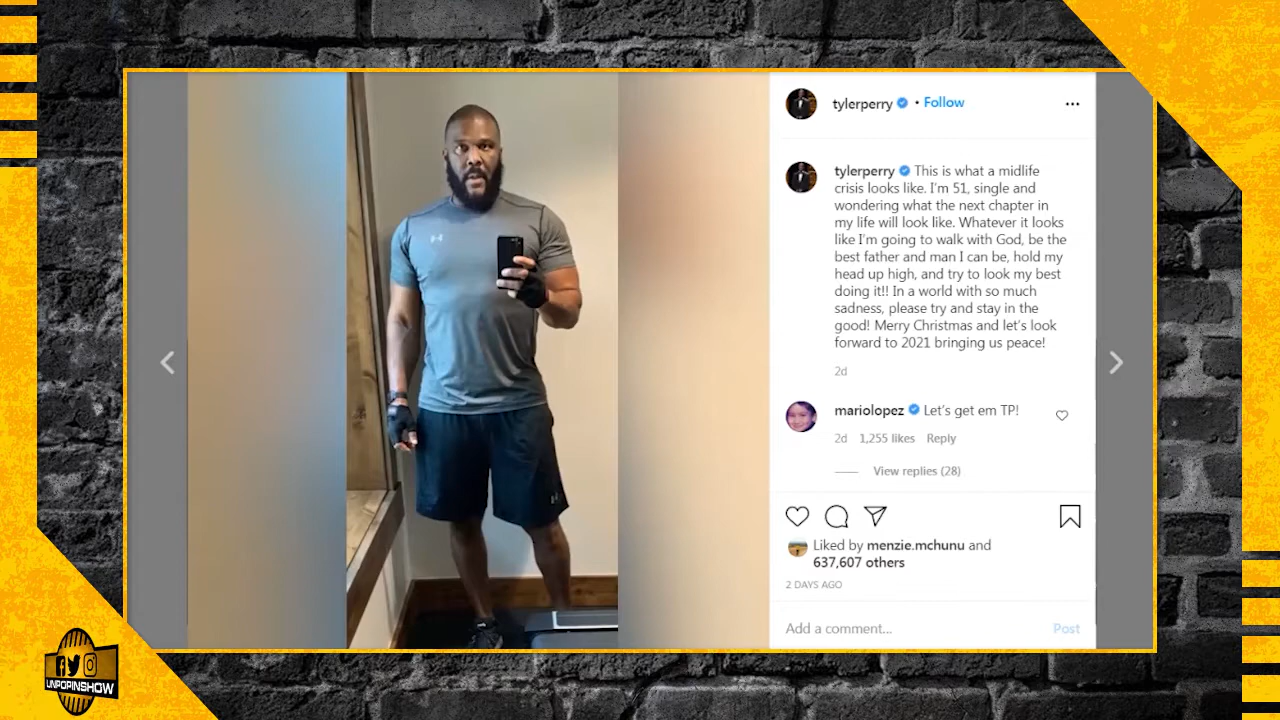 tylerperry • Follow
tylerperry This is what a midlife
crisis looks like. I'm 51, single and
wondering what the next chapter in
my life will look like. Whatever it looks
like I'm going to walk with God, be the
best father and man I can be, hold my
head up high, and try to look my best
doing it!! In a world with so much
sadness, please try and stay in the
good! Merry Christmas and let's look
forward to 2021 bringing us peace!
2d
mariolopez Let's get em TP!
2d 1,255 likes Reply
View replies (28)
Liked by menzie.mchunu and
637,607 others
2 DAYS AGO
Add a comment... Post
UNPOPINSHOW